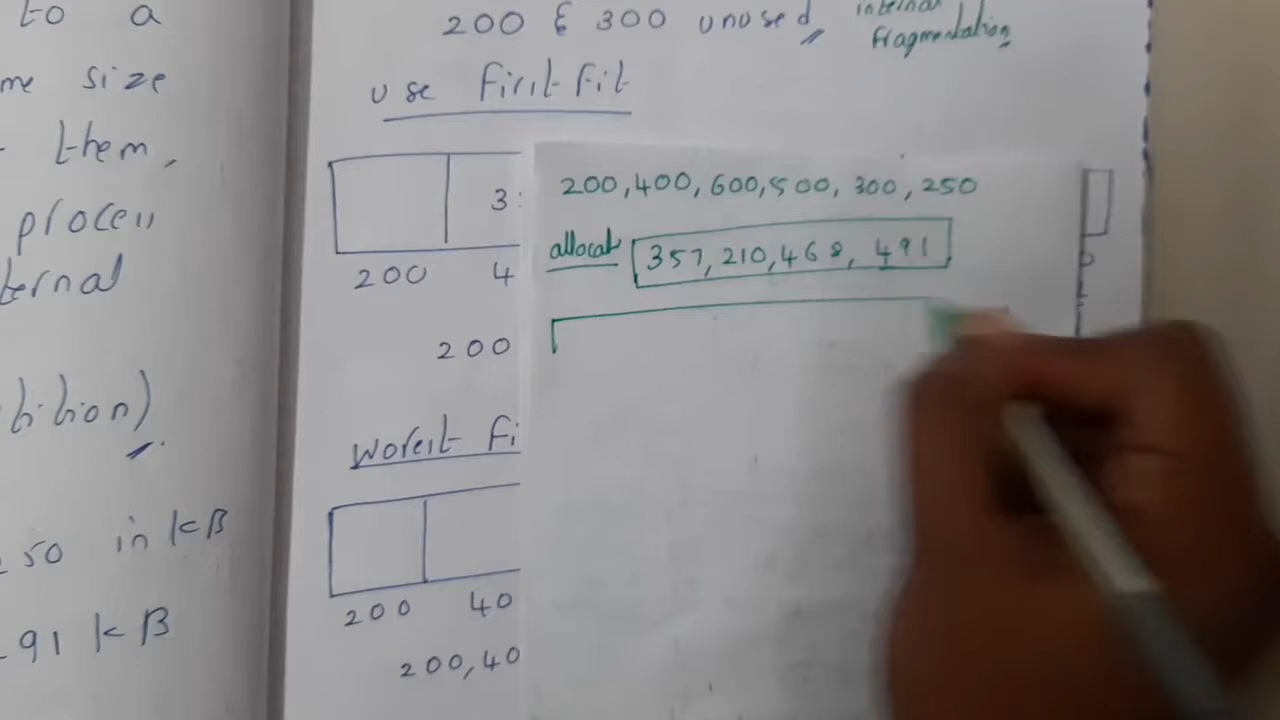 to a
me size
them,
process
ternal
bition)
50 in KB
91 KB
200 & 300 unused,
internal
fragmentation
use First Fit
3
200 4
200
Worest Fi
200 40
200,40
200,400,600,500,300,250
allocate 357,210,468,491